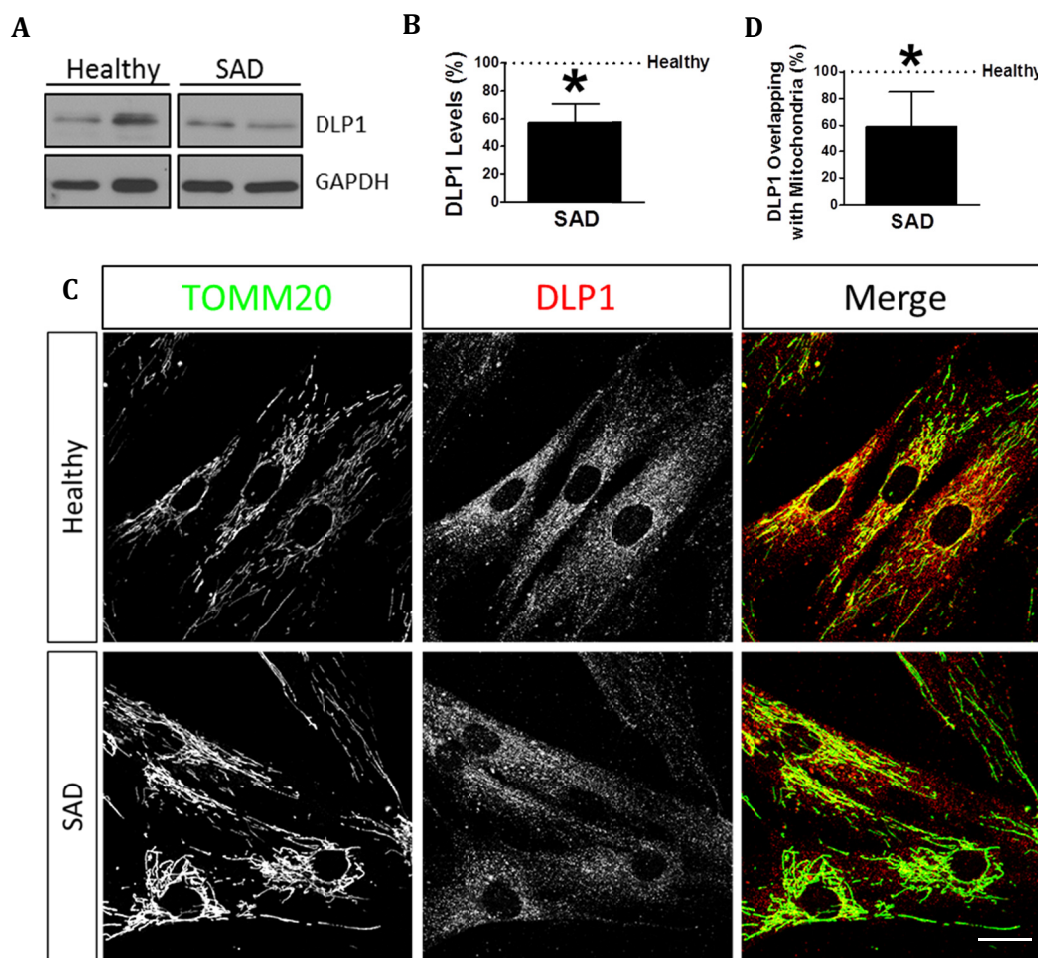 A
Healthy SAD
DLP1
GAPDH
B
DLP1 Levels (%)
100
80
60
40
20
0
Healthy
*
SAD
D
DLP1 Overlapping
with Mitochondria (%)
100
80
60
40
20
0
Healthy
*
SAD
C
TOMM20 DLP1 Merge
Healthy
SAD